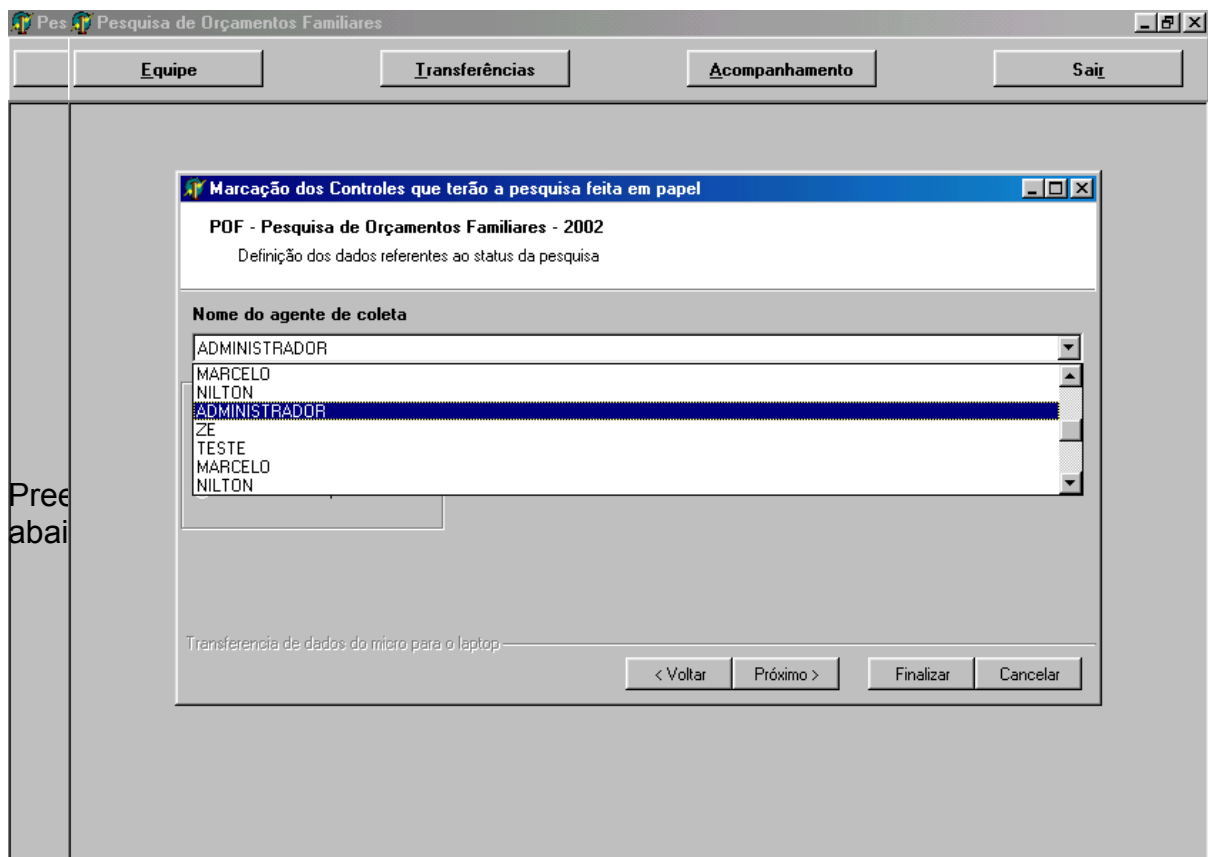 Pes Pesquisa de Orçamentos Familiares
Equipe Transferências Acompanhamento Sair
Marcação dos Controles que terão a pesquisa feita em papel
POF - Pesquisa de Orçamentos Familiares - 2002
Definição dos dados referentes ao status da pesquisa
Nome do agente de coleta
ADMINISTRADOR
MARCELO
NILTON
ADMINISTRADOR
ZE
TESTE
MARCELO
NILTON
Pree
abai
Transferencia de dados do micro para o laptop
< Voltar Próximo > Finalizar Cancelar